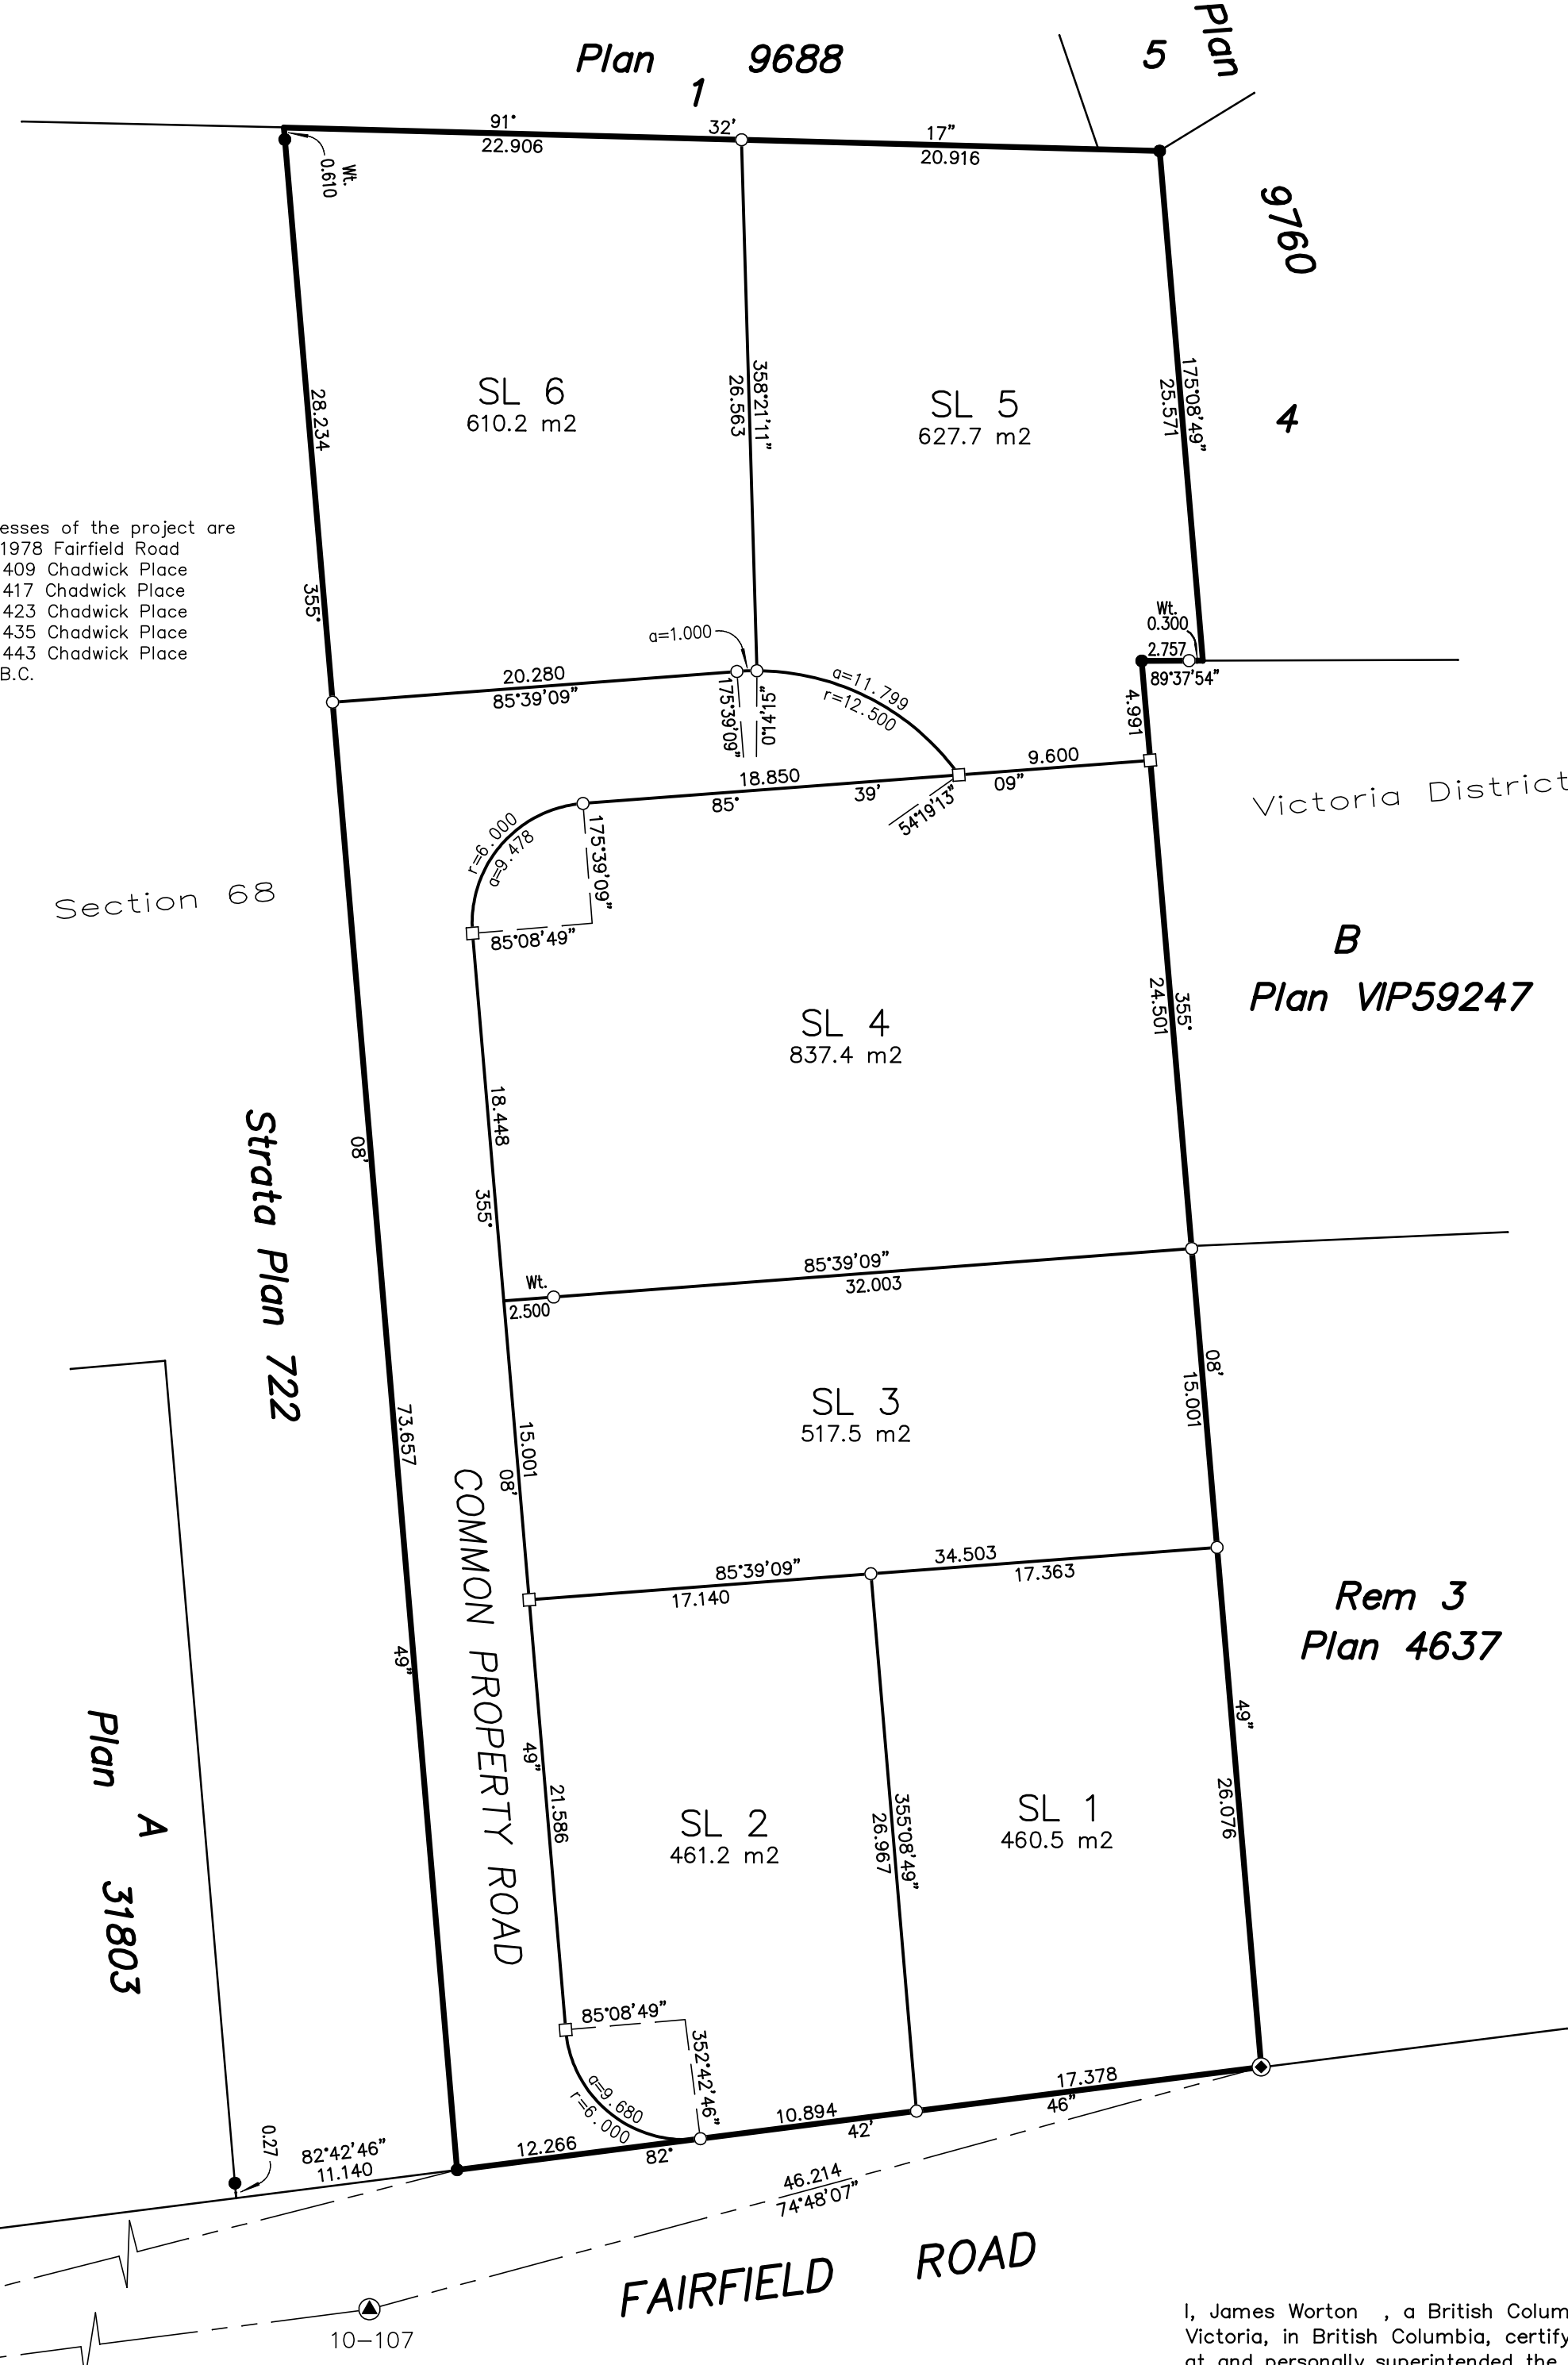 Plan 9688
1
5
Plan
9760
91° 32' 17"
22.906
20.916
Wt.
0.610
28.234
355°
SL 6
610.2 m2
26.563
358°21'11"
SL 5
627.7 m2
175°08'49"
25.571
4
esses of the project are
1978 Fairfield Road
409 Chadwick Place
417 Chadwick Place
423 Chadwick Place
435 Chadwick Place
443 Chadwick Place
B.C.
Wt.
0.300
2.757
89°37'54"
4.991
a=1.000
20.280
85°39'09"
175°39'09"
0°14'15"
a=11.799
r=12.500
18.850
9.600
85° 39' 09"
54°19'13"
r=6.000
a=9.478
175°39'09"
85°08'49"
Victoria District
Section 68
B
Plan VIP59247
SL 4
837.4 m2
24.501
355°
18.448
355°
08'
Strata Plan 722
85°39'09"
32.003
Wt.
2.500
SL 3
517.5 m2
08'
15.001
15.001
08'
73.657
49"
COMMON PROPERTY ROAD
85°39'09"
34.503
17.140
17.363
Rem 3
Plan 4637
49"
26.076
49"
21.586
SL 2
461.2 m2
355°08'49"
26.967
SL 1
460.5 m2
Plan A 31803
85°08'49"
352°42'46"
a=9.680
r=6.000
0.27
82°42'46"
11.140
12.266
10.894
17.378
82° 42' 46"
46.214
74°48'07"
FAIRFIELD ROAD
10-107
I, James Worton , a British Colum
Victoria, in British Columbia, certify
at and personally superintended the